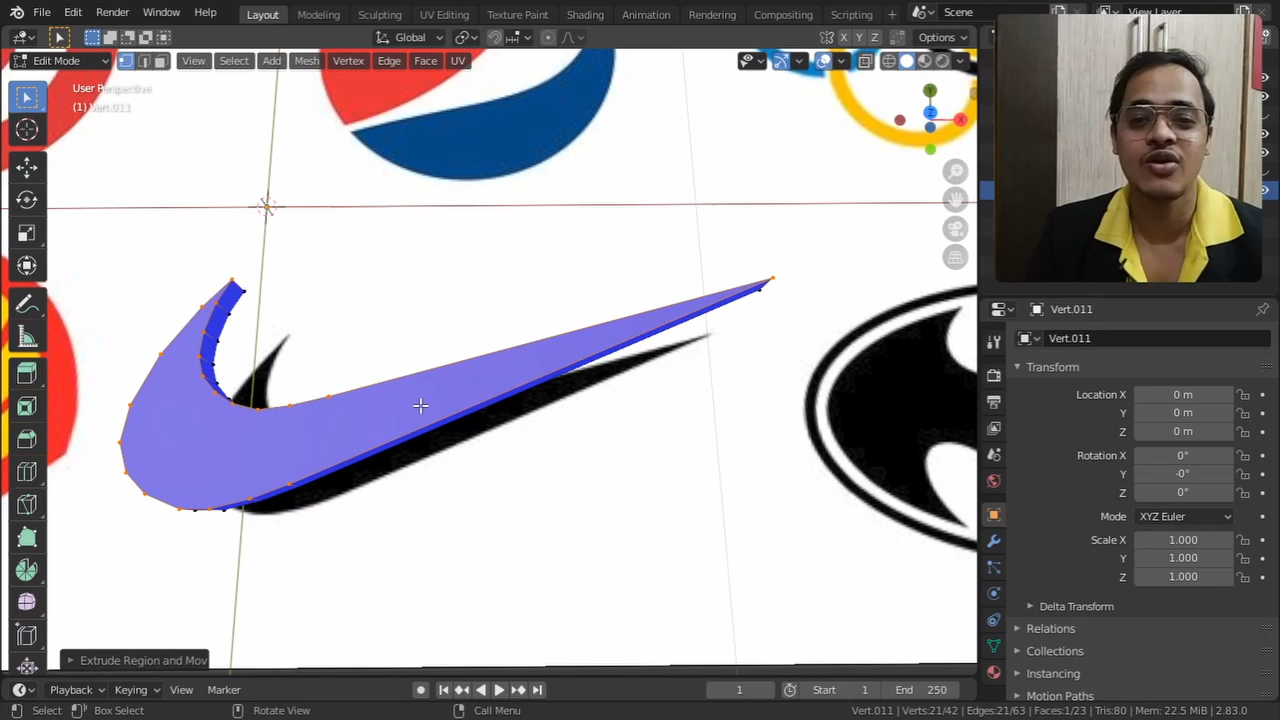 File Edit Render Window Help Layout Modeling Sculpting UV Editing Texture Paint Shading Animation Rendering Compositing Scripting + Scene View Layer
Global X Y Z Options
Edit Mode View Select Add Mesh Vertex Edge Face UV
User Perspective
(1) Vert.011
Y
Z
X
Vert.011
Vert.011
Transform
Location X 0 m
Y 0 m
Z 0 m
Rotation X 0°
Y -0°
Z 0°
Mode XYZ Euler
Scale X 1.000
Y 1.000
Z 1.000
Delta Transform
Relations
Collections
Instancing
Motion Paths
Extrude Region and Mov
Playback Keying View Marker 1 Start 1 End 250
Select Box Select Rotate View Call Menu Vert.011 | Verts:21/42 | Edges:21/63 | Faces:1/23 | Tris:80 | Mem: 22.5 MiB | 2.83.0